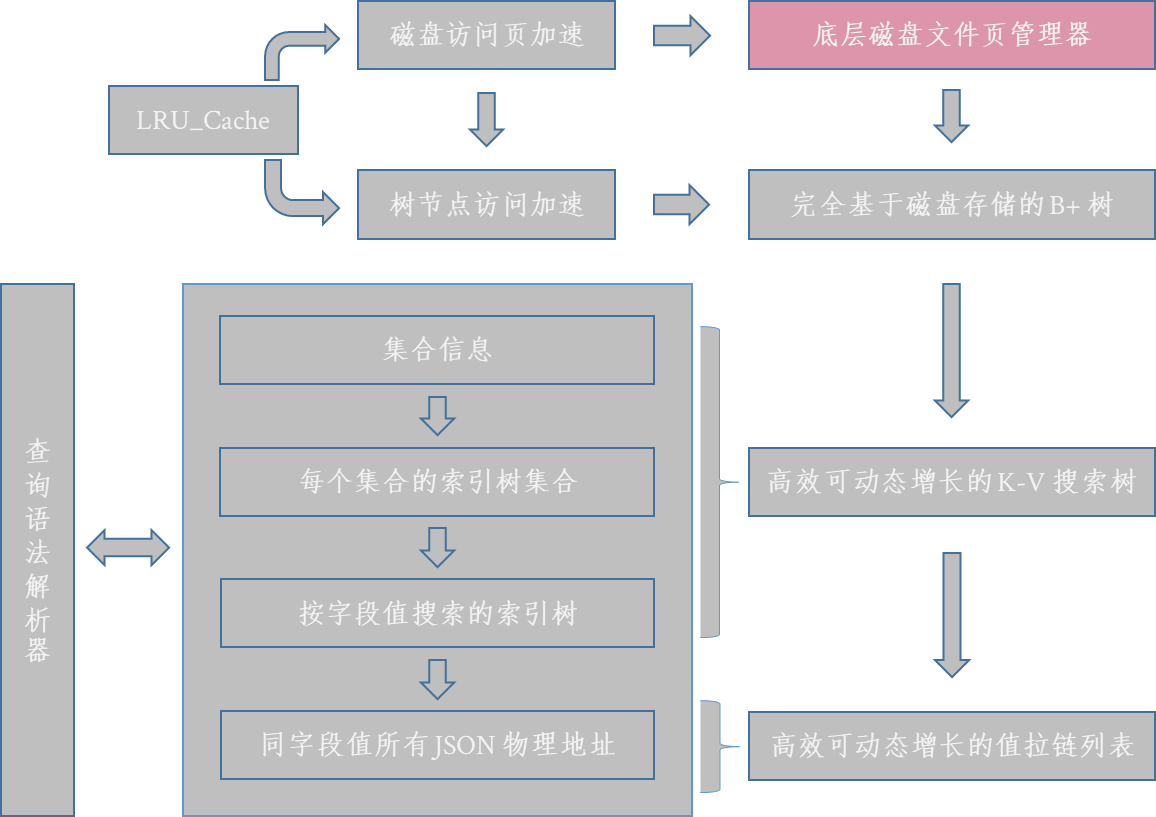 磁盘访问页加速
底层磁盘文件页管理器
LRU_Cache
树节点访问加速
完全基于磁盘存储的B+树
查询语法解析器
集合信息
每个集合的索引树集合
高效可动态增长的K-V搜索树
按字段值搜索的索引树
同字段值所有JSON物理地址
高效可动态增长的值拉链列表